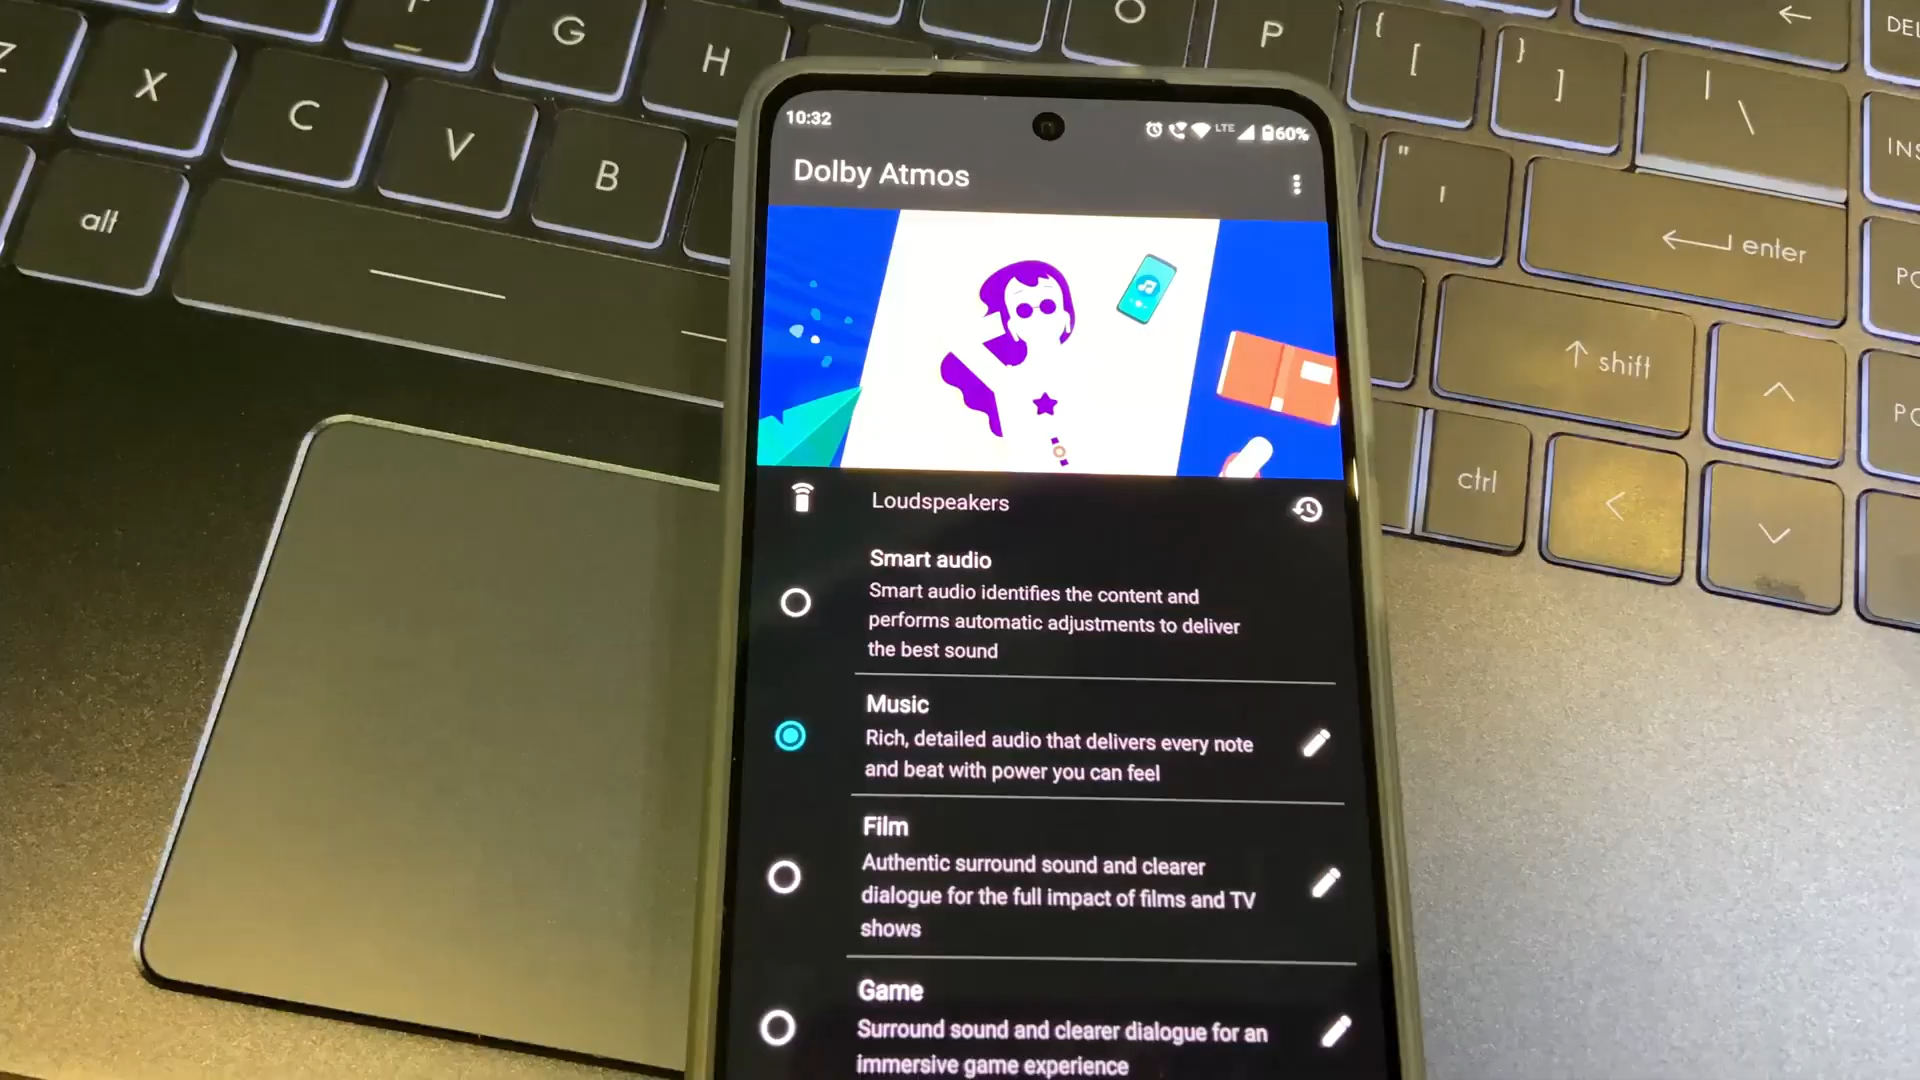 G
H
O
P
{
[
}
]
|
\
DEL
Z
X
C
V
B
"
'
INS
alt
enter
shift
ctrl
10:32
LTE
60%
Dolby Atmos
Loudspeakers
Smart audio
Smart audio identifies the content and
performs automatic adjustments to deliver
the best sound
Music
Rich, detailed audio that delivers every note
and beat with power you can feel
Film
Authentic surround sound and clearer
dialogue for the full impact of films and TV
shows
Game
Surround sound and clearer dialogue for an
immersive game experience